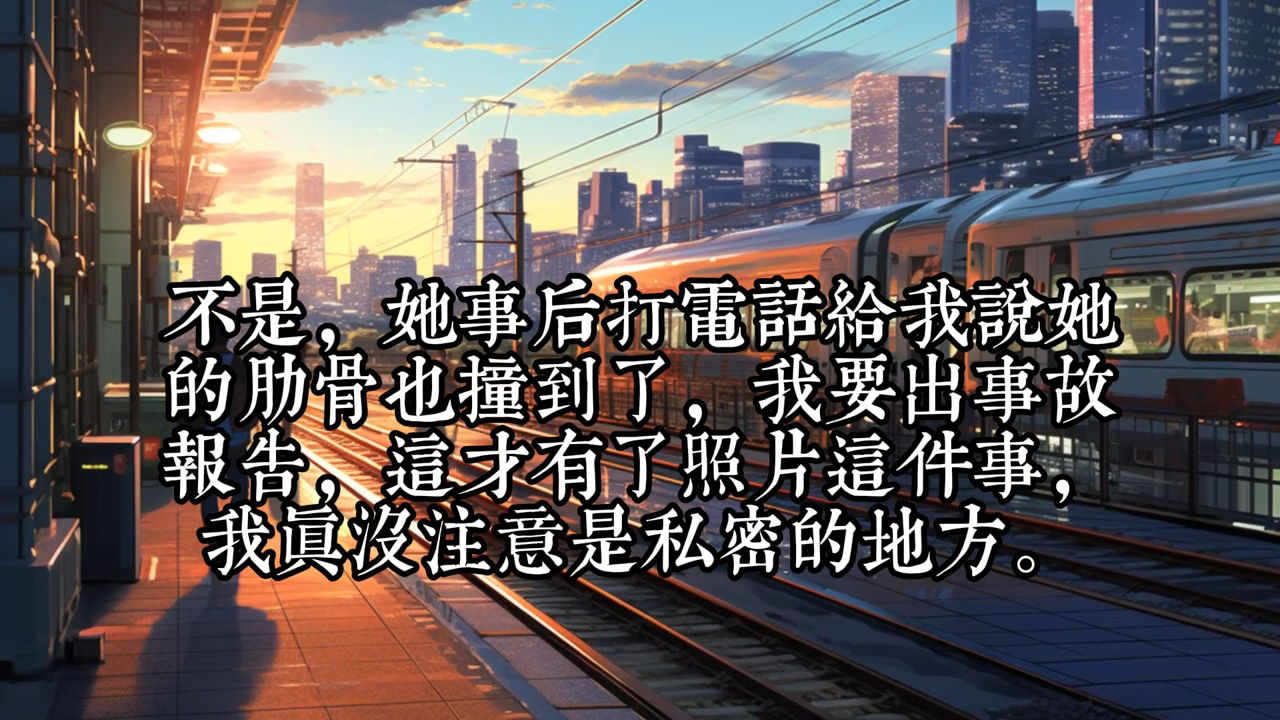 不是，她事后打電話給我說她
的肋骨也撞到了，我要出事故
報告，這才有了照片這件事，
我眞沒注意是私密的地方。